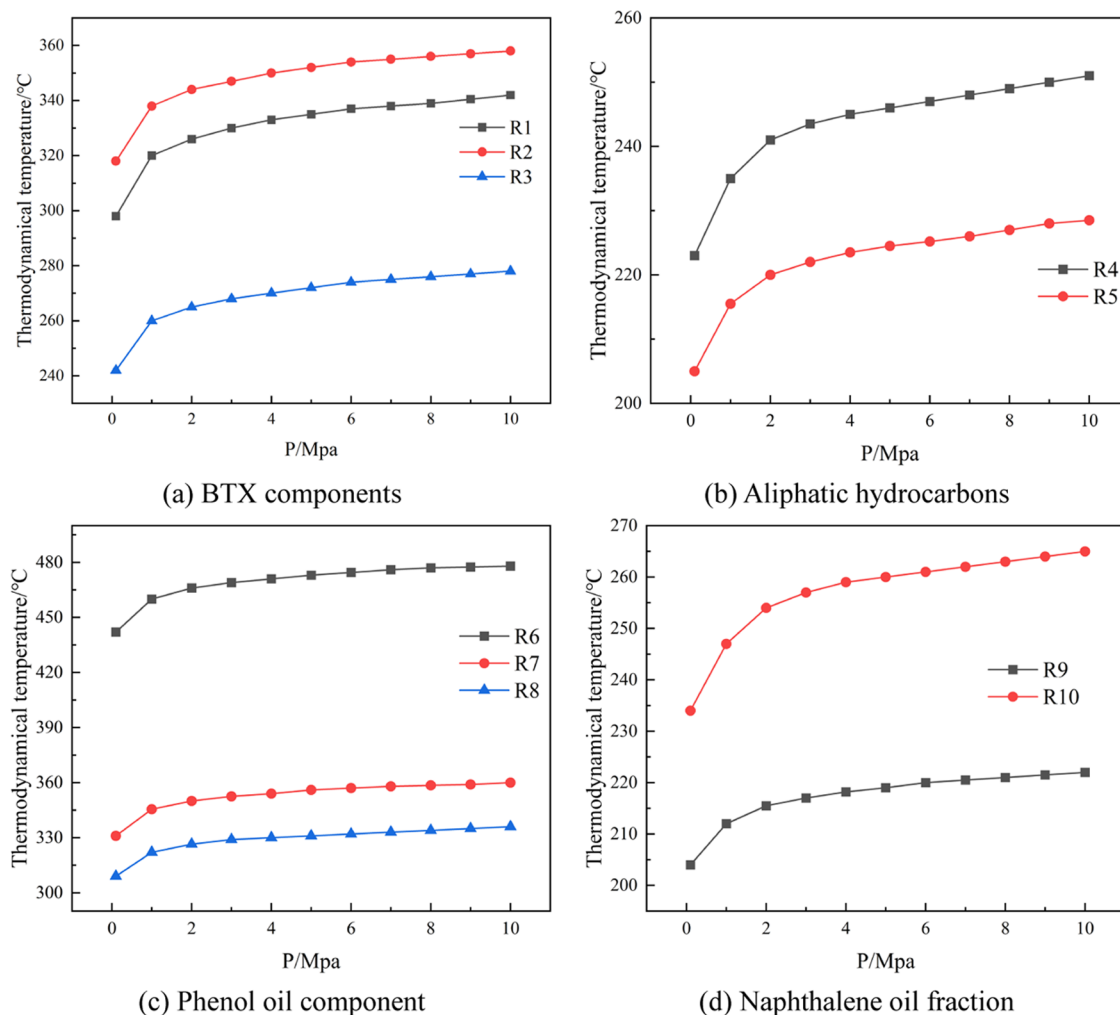 Thermodynamical temperature/°C
360
340
320
300
280
260
240
0
2
4
6
8
10
P/Mpa
R1
R2
R3
(a) BTX components
Thermodynamical temperature/°C
260
240
220
200
0
2
4
6
8
10
P/Mpa
R4
R5
(b) Aliphatic hydrocarbons
Thermodynamical temperature/°C
480
450
420
390
360
330
300
0
2
4
6
8
10
P/Mpa
R6
R7
R8
(c) Phenol oil component
Thermodynamical temperature/°C
270
260
250
240
230
220
210
200
0
2
4
6
8
10
P/Mpa
R9
R10
(d) Naphthalene oil fraction